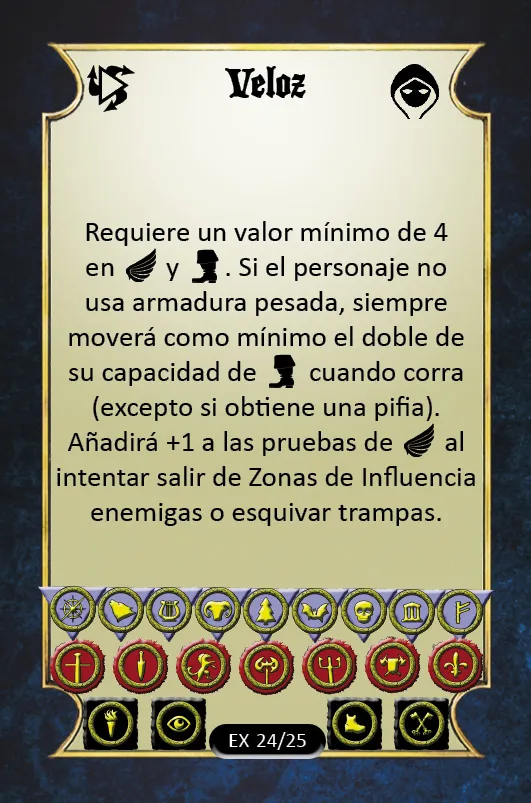 Veloz
Requiere un valor mínimo de 4
en y . Si el personaje no
usa armadura pesada, siempre
moverá como mínimo el doble de
su capacidad de cuando corra
(excepto si obtiene una pifia).
Añadirá +1 a las pruebas de al
intentar salir de Zonas de Influencia
enemigas o esquivar trampas.
EX 24/25